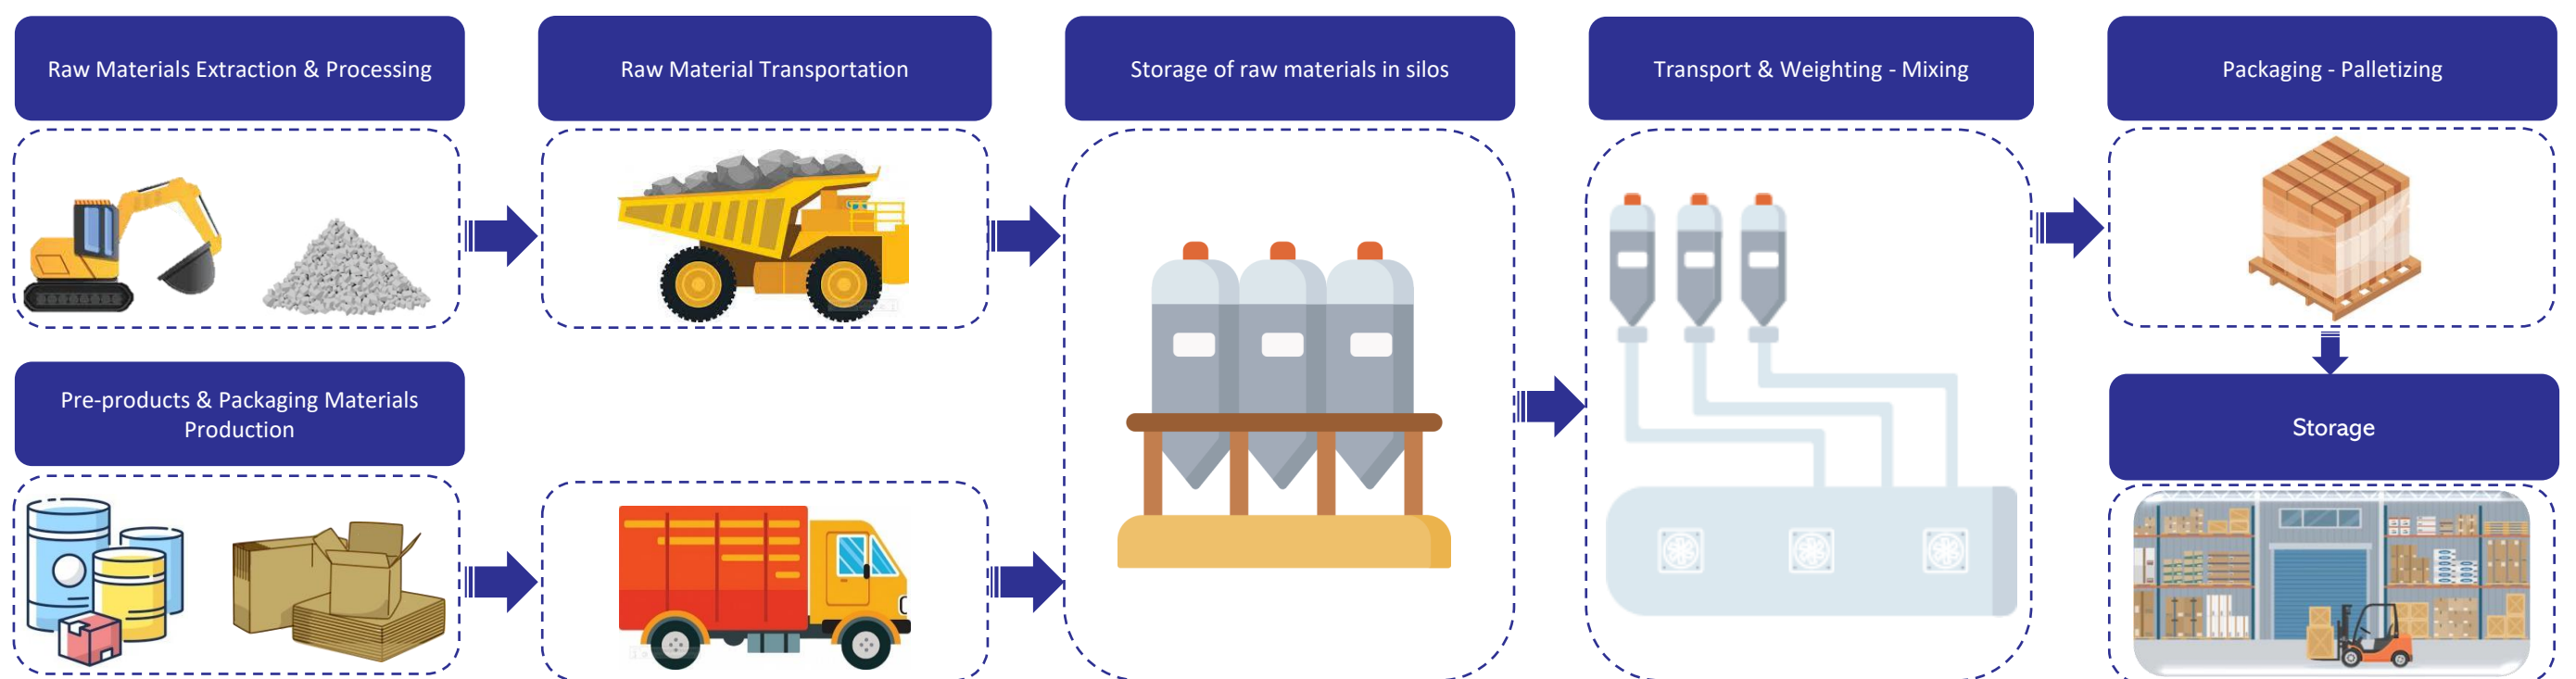 Raw Materials Extraction & Processing
Raw Material Transportation
Storage of raw materials in silos
Transport & Weighting - Mixing
Packaging - Palletizing
Pre-products & Packaging Materials
Production
Storage